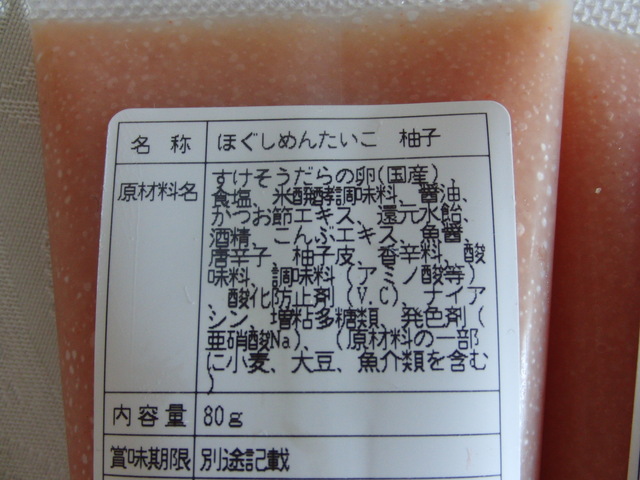 名 称 ほぐしめんたいこ 柚子
原材料名 すけそうだらの卵(国産)、
食塩、米醗酵調味料、醤油、
かつお節エキス、還元水飴、
酒精、こんぶエキス、魚醤、
唐辛子、柚子皮、香辛料、酸
味料、調味料(アミノ酸等)
、酸化防止剤(V.C)、ナイア
シン、増粘多糖類、発色剤(
亜硝酸Na)、(原材料の一部
に小麦、大豆、魚介類を含む
)
内容量 80g
賞味期限 別途記載